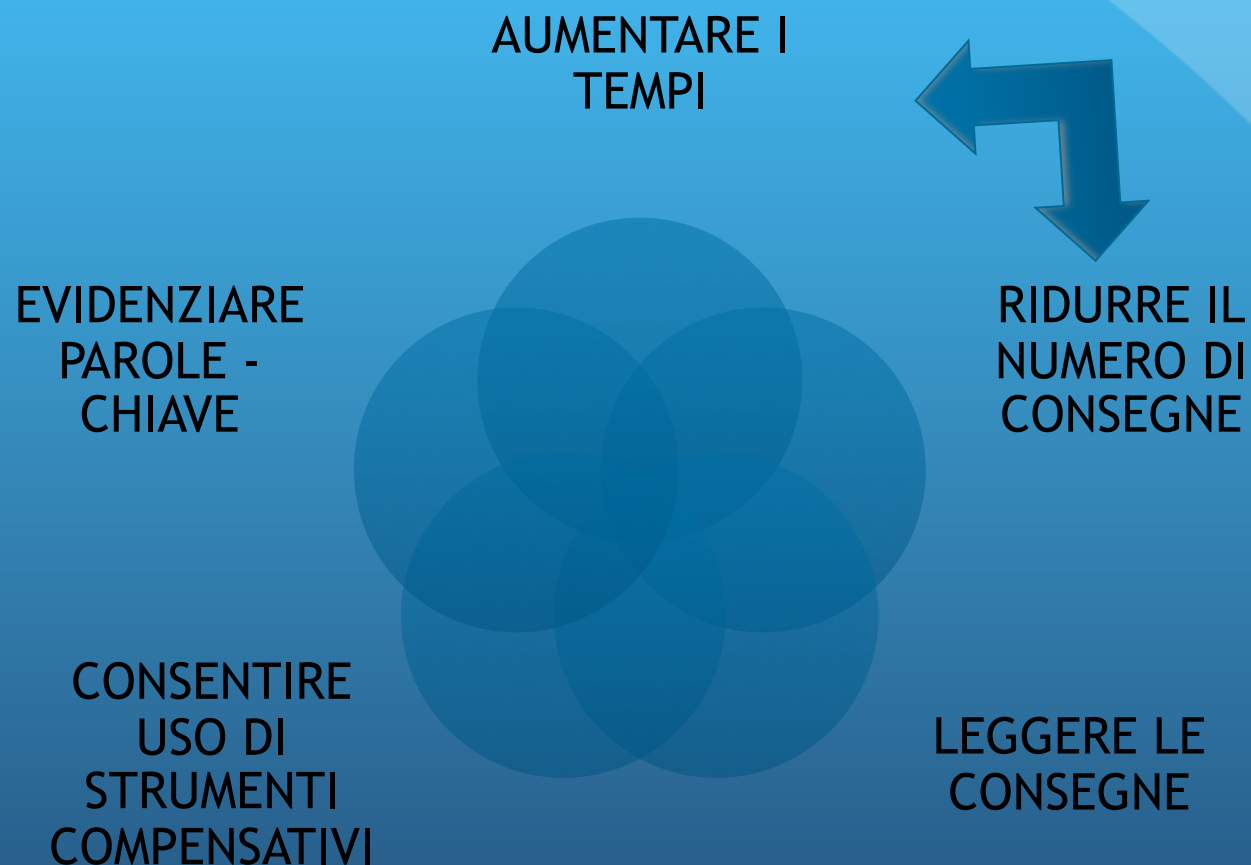 AUMENTARE I
TEMPI
EVIDENZIARE
PAROLE -
CHIAVE
RIDURRE IL
NUMERO DI
CONSEGNE
CONSENTIRE
USO DI
STRUMENTI
COMPENSATIVI
LEGGERE LE
CONSEGNE